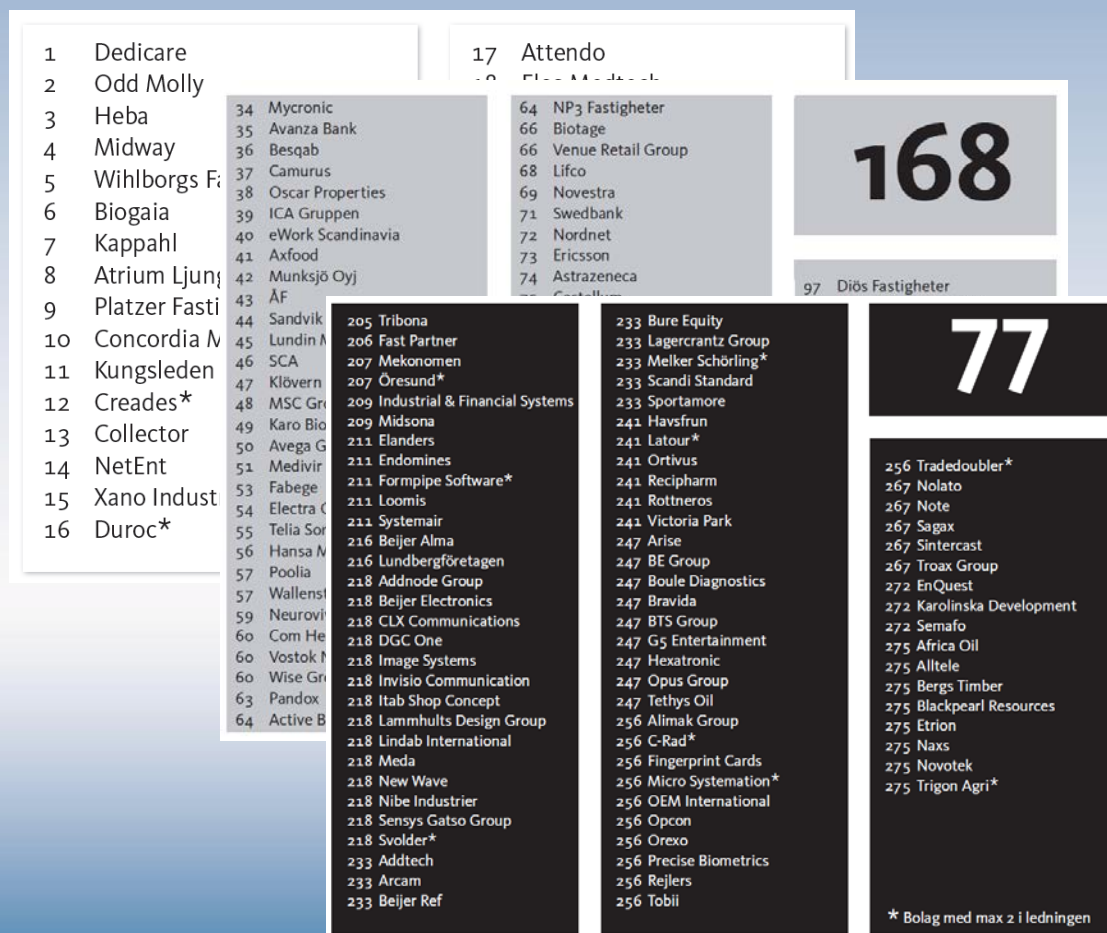 1 Dedicare
2 Odd Molly
3 Heba
4 Midway
5 Wihlborgs
6 Biogaia
7 Kappahl
8 Atrium
9 Platzer
10 Concordia
11 Kungsleden
12 Creades*
13 Collector
14 NetEnt
15 Xano
16 Duroc*
17 Attendo
34 Mycronic
35 Avanza Bank
36 Besqab
37 Camurus
38 Oscar Properties
39 ICA Gruppen
40 eWork Scandinavia
41 Axfood
42 Munksjö Oyj
43 ÅF
44 Sandvik
45 Lundin
46 SCA
47 Klövern
48 MSC
49 Karo
50 Avega
51 Medivir
53 Fabege
54 Electra
55 Telia
56 Hansa
57 Poolia
57
59
60 Com
60 Vostok
60 Wise
63 Pandox
64 Active
64 NP3 Fastigheter
66 Biotage
66 Venue Retail Group
68 Lifco
69 Novestra
71 Swedbank
72 Nordnet
73 Ericsson
74 Astrazeneca
168
97 Diös Fastigheter
205 Tribona
206 Fast Partner
207 Mekonomen
207 Öresund*
209 Industrial & Financial Systems
209 Midsona
211 Elanders
211 Endomines
211 Formpipe Software*
211 Loomis
211 Systemair
216 Beijer Alma
216 Lundbergföretagen
218 Addnode Group
218 Beijer Electronics
218 CLX Communications
218 DGC One
218 Image Systems
218 Invisio Communication
218 Itab Shop Concept
218 Lammhults Design Group
218 Lindab International
218 Meda
218 New Wave
218 Nibe Industrier
218 Sensys Gatso Group
218 Svolder*
233 Addtech
233 Arcam
233 Beijer Ref
233 Bure Equity
233 Lagercrantz Group
233 Melker Schörling*
233 Scandi Standard
233 Sportamore
241 Havsfrun
241 Latour*
241 Ortivus
241 Recipharm
241 Rottneros
241 Victoria Park
247 Arise
247 BE Group
247 Boule Diagnostics
247 Bravida
247 BTS Group
247 G5 Entertainment
247 Hexatronic
247 Opus Group
247 Tethys Oil
256 Alimak Group
256 C-Rad*
256 Fingerprint Cards
256 Micro Systemation*
256 OEM International
256 Opcon
256 Orexo
256 Precise Biometrics
256 Rejlers
256 Tobii
77
256 Tradedoubler*
267 Nolato
267 Note
267 Sagax
267 Sintercast
267 Troax Group
272 EnQuest
272 Karolinska Development
272 Semafo
275 Africa Oil
275 Alltele
275 Bergs Timber
275 Blackpearl Resources
275 Etrion
275 Naxs
275 Novotek
275 Trigon Agri*
* Bolag med max 2 i ledningen